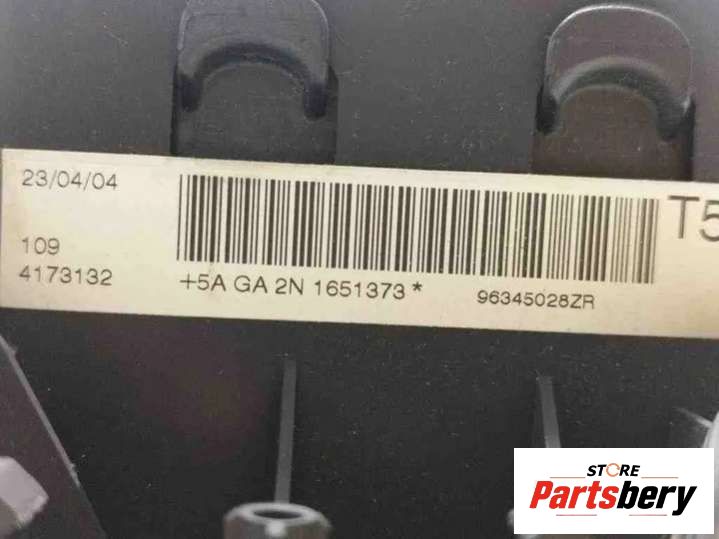 23/04/04
T5
109
4173132
+5A GA 2N 1651373 *
96345028ZR
STORE
Partsbery